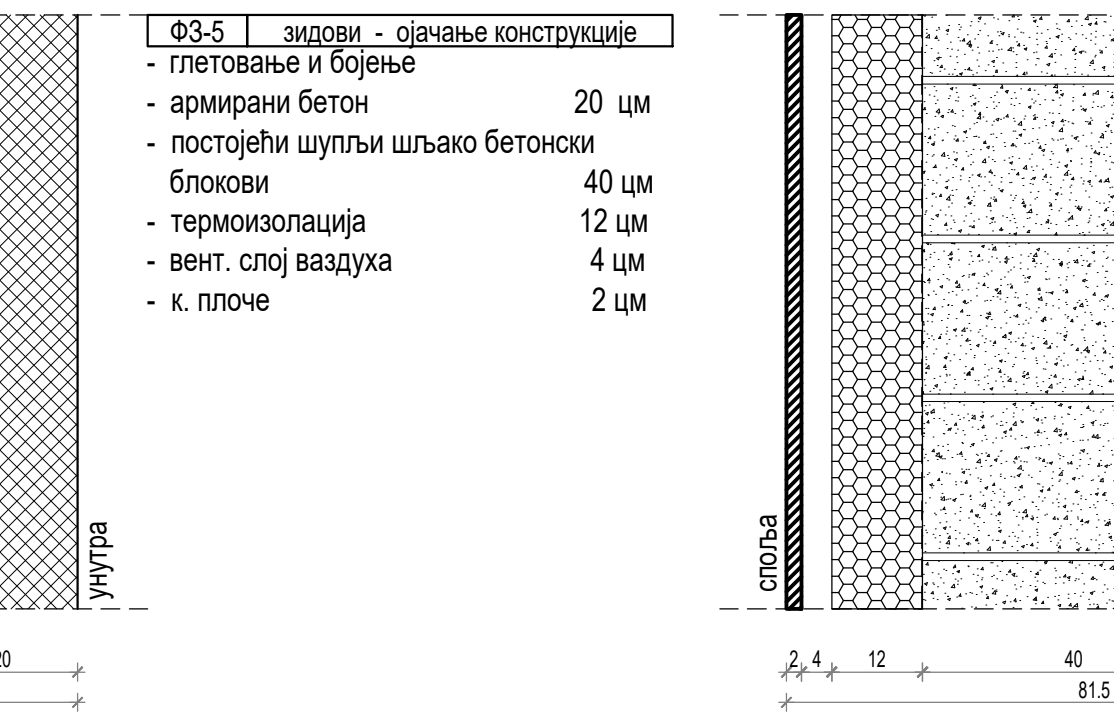 ФЗ-5 зидови - ојачање конструкције
- глетовање и бојење
- армирани бетон 20 цм
- постојећи шупљи шљако бетонски
блокови 40 цм
- термоизолација 12 цм
- вент. слој ваздуха 4 цм
- к. плоче 2 цм
унутра
споља
20
2 4 12 40
81.5